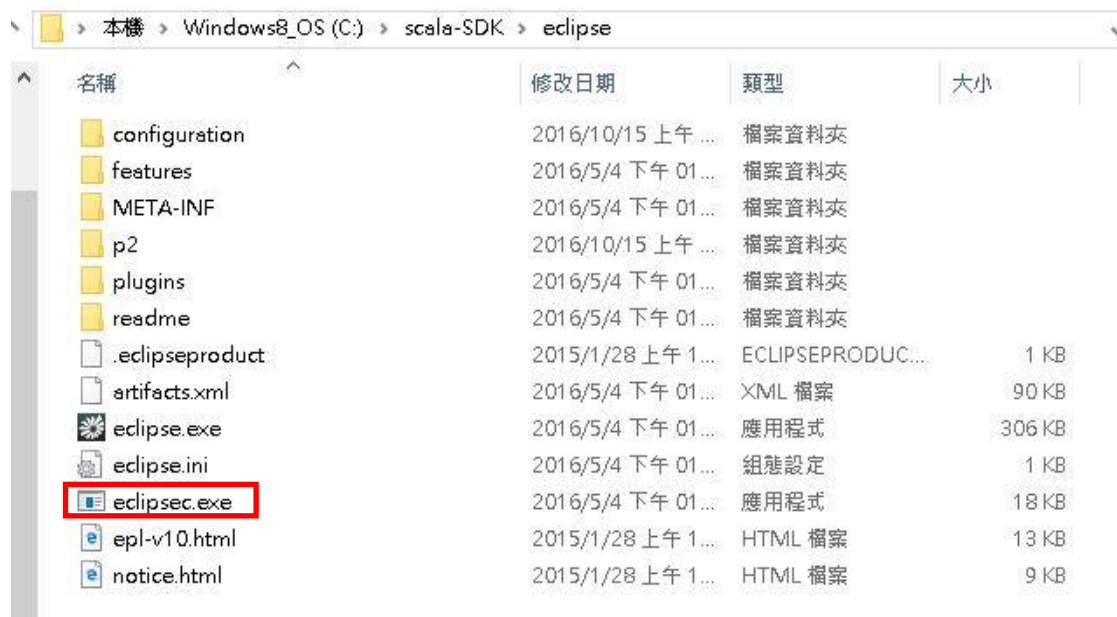 本機 > Windows8_OS (C:) > scala-SDK > eclipse
名稱 修改日期 類型 大小
configuration 2016/10/15 上午 ... 檔案資料夾
features 2016/5/4 下午 01... 檔案資料夾
META-INF 2016/5/4 下午 01... 檔案資料夾
p2 2016/10/15 上午 ... 檔案資料夾
plugins 2016/5/4 下午 01... 檔案資料夾
readme 2016/5/4 下午 01... 檔案資料夾
.eclipseproduct 2015/1/28 上午 1... ECLIPSEPRODUC... 1 KB
artifacts.xml 2016/5/4 下午 01... XML 檔案 90 KB
eclipse.exe 2016/5/4 下午 01... 應用程式 306 KB
eclipse.ini 2016/5/4 下午 01... 組態設定 1 KB
eclipsec.exe 2016/5/4 下午 01... 應用程式 18 KB
epl-v10.html 2015/1/28 上午 1... HTML 檔案 13 KB
notice.html 2015/1/28 上午 1... HTML 檔案 9 KB